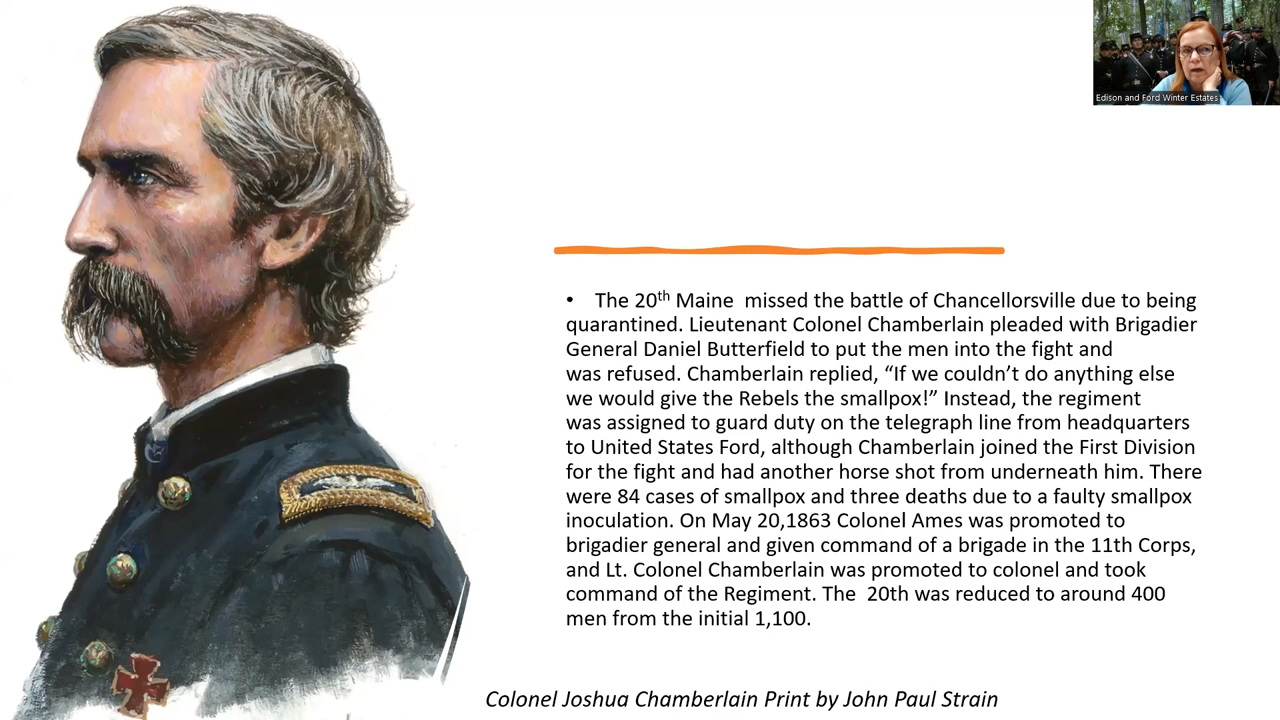 Edison and Ford Winter Estates
• The 20th Maine missed the battle of Chancellorsville due to being
quarantined. Lieutenant Colonel Chamberlain pleaded with Brigadier
General Daniel Butterfield to put the men into the fight and
was refused. Chamberlain replied, “If we couldn’t do anything else
we would give the Rebels the smallpox!” Instead, the regiment
was assigned to guard duty on the telegraph line from headquarters
to United States Ford, although Chamberlain joined the First Division
for the fight and had another horse shot from underneath him. There
were 84 cases of smallpox and three deaths due to a faulty smallpox
inoculation. On May 20,1863 Colonel Ames was promoted to
brigadier general and given command of a brigade in the 11th Corps,
and Lt. Colonel Chamberlain was promoted to colonel and took
command of the Regiment. The 20th was reduced to around 400
men from the initial 1,100.
Colonel Joshua Chamberlain Print by John Paul Strain